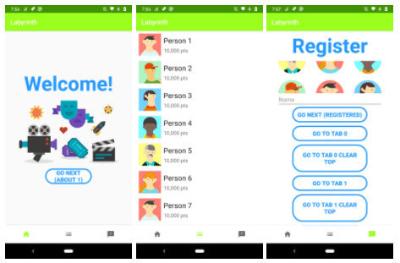 7:56
Labyrinth
Welcome!
GO NEXT
(ABOUT 1)
7:56
Labyrinth
Person 1
10,000 pts
Person 2
10,000 pts
Person 3
10,000 pts
Person 4
10,000 pts
Person 5
10,000 pts
Person 6
10,000 pts
Person 7
10,000 pts
7:57
Labyrinth
Register
Name
GO NEXT (REGISTERED)
GO TO TAB 0
GO TO TAB 0 CLEAR
TOP
GO TO TAB 1
GO TO TAB 1 CLEAR
TOP